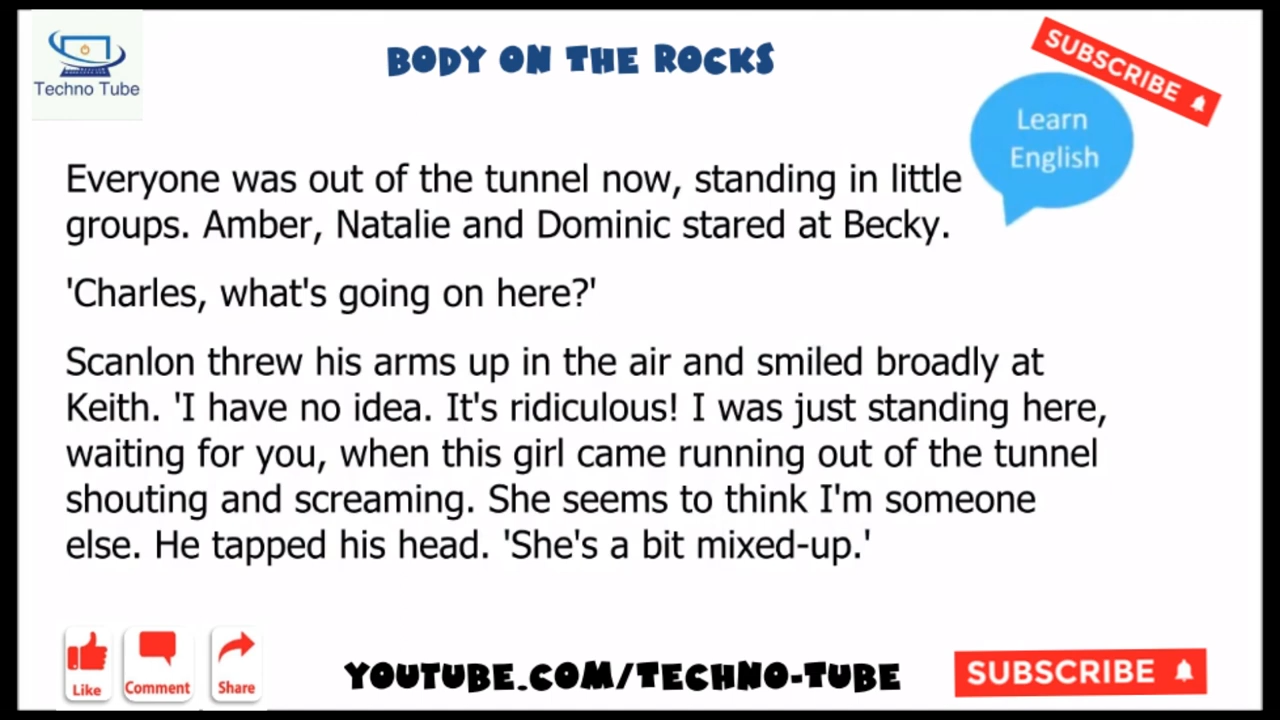 Techno Tube
BODY ON THE ROCKS
SUBSCRIBE
Learn
English
Everyone was out of the tunnel now, standing in little
groups. Amber, Natalie and Dominic stared at Becky.
'Charles, what's going on here?'
Scanlon threw his arms up in the air and smiled broadly at
Keith. 'I have no idea. It's ridiculous! I was just standing here,
waiting for you, when this girl came running out of the tunnel
shouting and screaming. She seems to think I'm someone
else. He tapped his head. 'She's a bit mixed-up.'
Like
Comment
Share
YOUTUBE.COM/TECHNO-TUBE
SUBSCRIBE